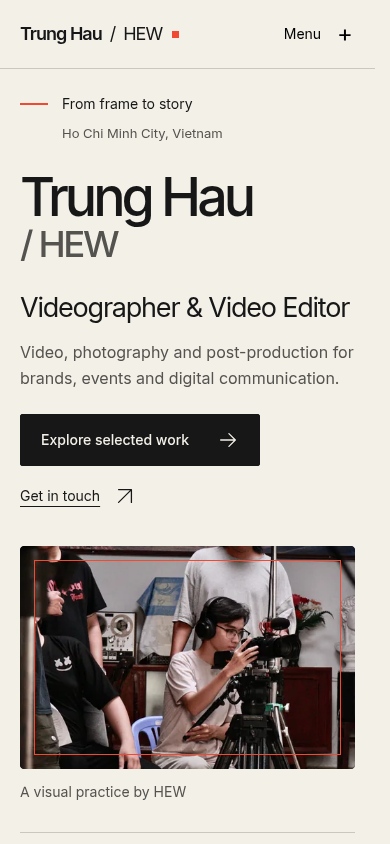 Trung Hau / HEW
Menu +
From frame to story
Ho Chi Minh City, Vietnam
Trung Hau
/ HEW
Videographer & Video Editor
Video, photography and post-production for
brands, events and digital communication.
Explore selected work
Get in touch
A visual practice by HEW